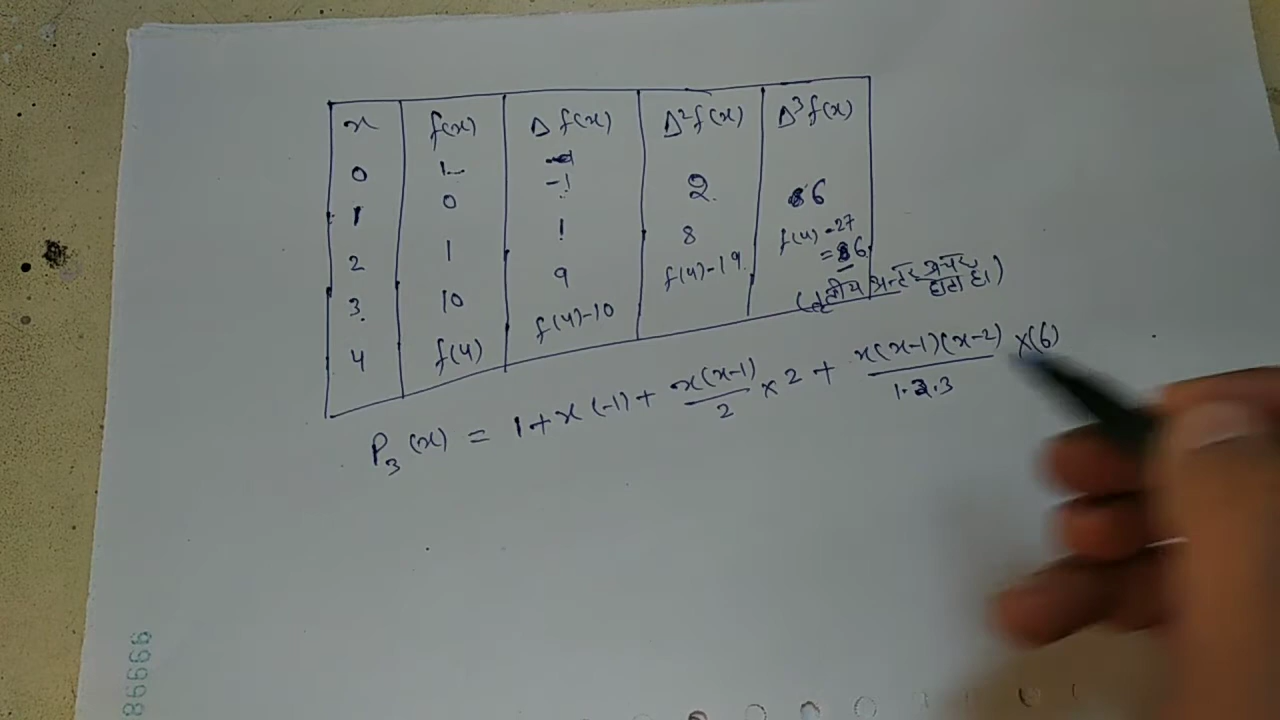 x f(x) Δ f(x) Δ²f(x) Δ³f(x)
0 1 -1 2 6
1 0 1 8 f(4)-27
=6
2 1 9 f(4)-19
(तृतीय अन्तर अचर
होता है।)
3 10 f(4)-10
4 f(4)
P₃(x) = 1+x(-1)+ x(x-1)/2 ×2 + x(x-1)(x-2)/1.2.3 ×(6)
86666